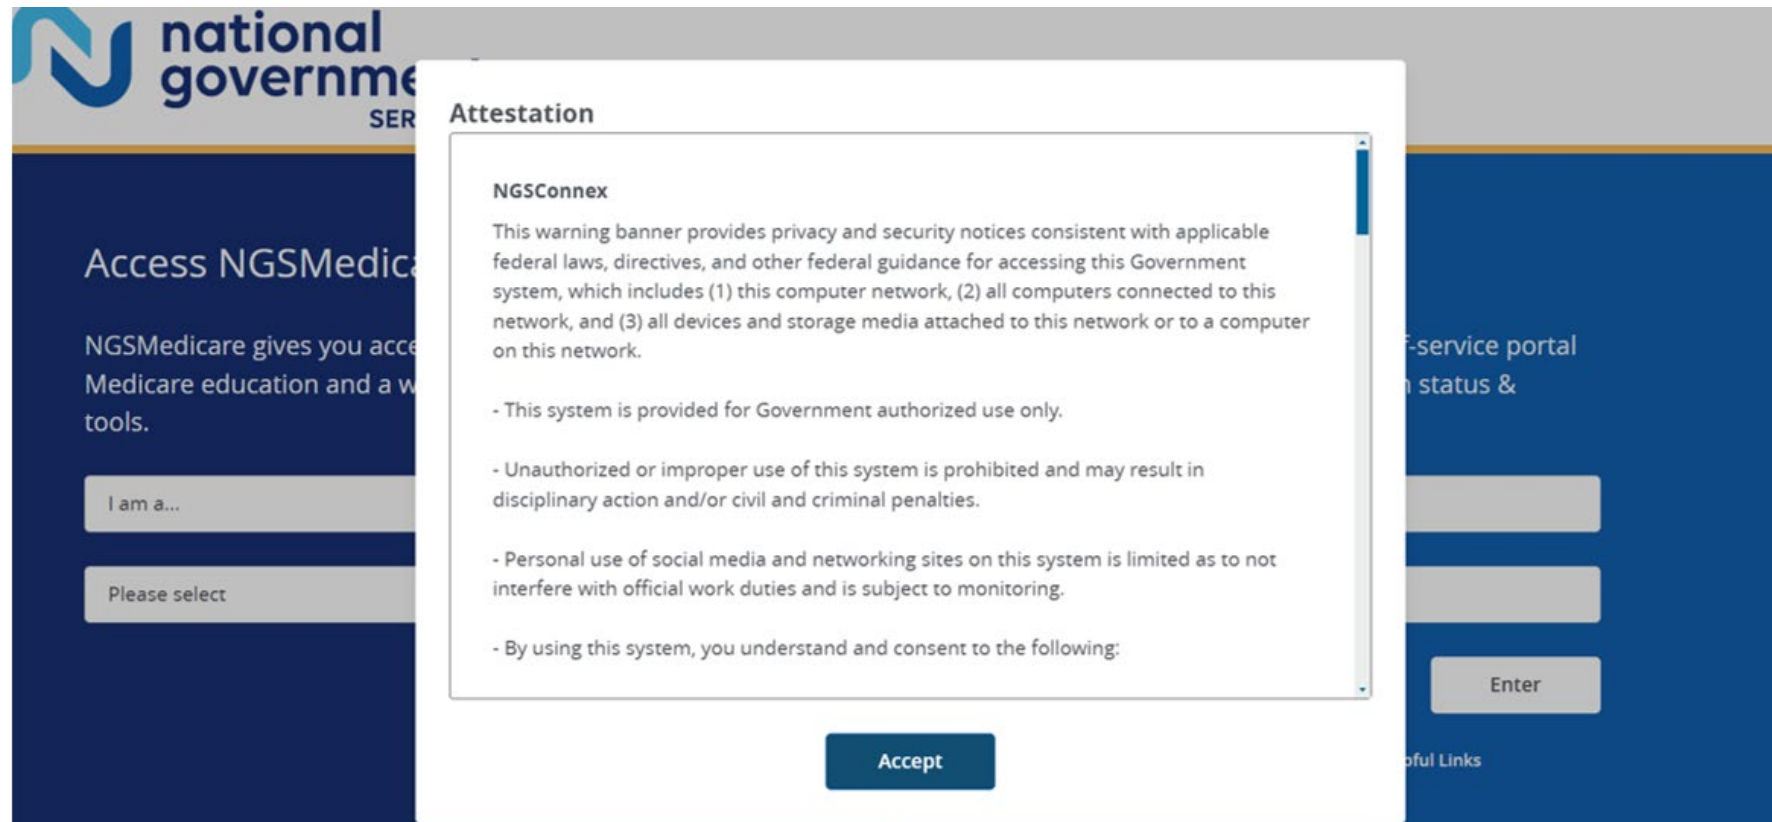 national
governme
SER
Attestation
NGSConnex
This warning banner provides privacy and security notices consistent with applicable
federal laws, directives, and other federal guidance for accessing this Government
system, which includes (1) this computer network, (2) all computers connected to this
network, and (3) all devices and storage media attached to this network or to a computer
on this network.
- This system is provided for Government authorized use only.
- Unauthorized or improper use of this system is prohibited and may result in
disciplinary action and/or civil and criminal penalties.
- Personal use of social media and networking sites on this system is limited as to not
interfere with official work duties and is subject to monitoring.
- By using this system, you understand and consent to the following:
Accept
Access NGSMedica
NGSMedicare gives you acce
Medicare education and a w
tools.
I am a...
Please select
f-service portal
status &
Enter
pful Links